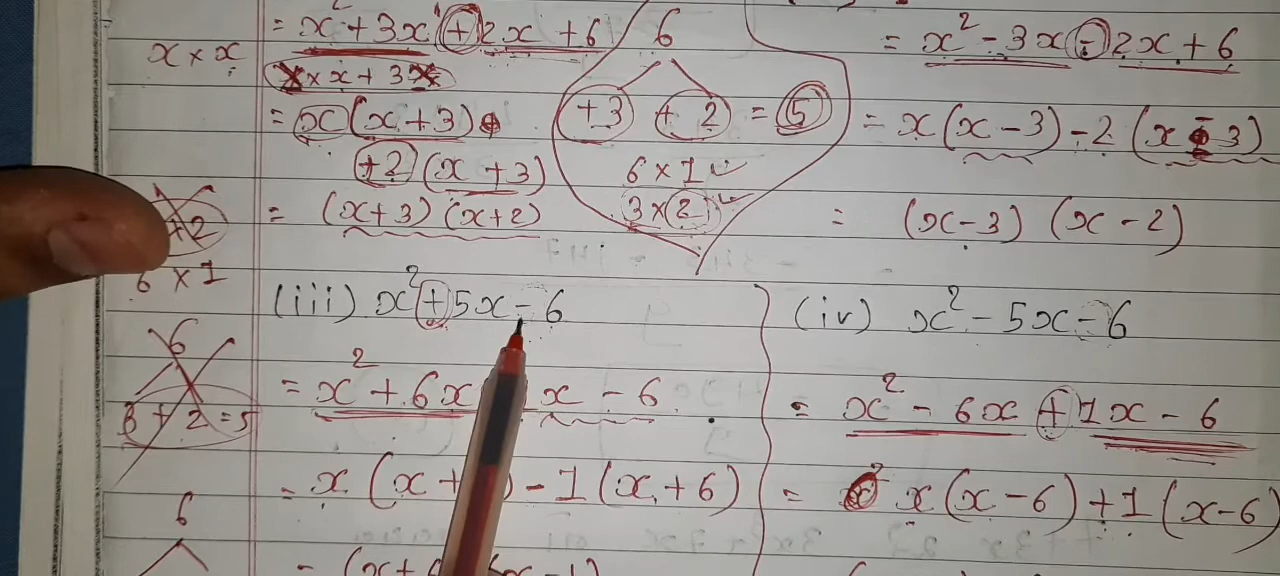 x × x
= x² + 3x + 2x + 6
x × x + 3x
= x (x + 3)
+2 (x + 3)
= (x+3) (x+2)
6
+3 + 2 = 5
6 × 1
3 × 2
= x² - 3x - 2x + 6
= x (x - 3) - 2 (x - 3)
= (x - 3) (x - 2)
6 × 1
6
3 + 2 = 5
6
(iii) x² + 5x - 6
= x² + 6x x - 6
= x (x + ) - 1 (x + 6)
(iv) x² - 5x - 6
= x² - 6x + 1x - 6
= x (x - 6) + 1 (x - 6)